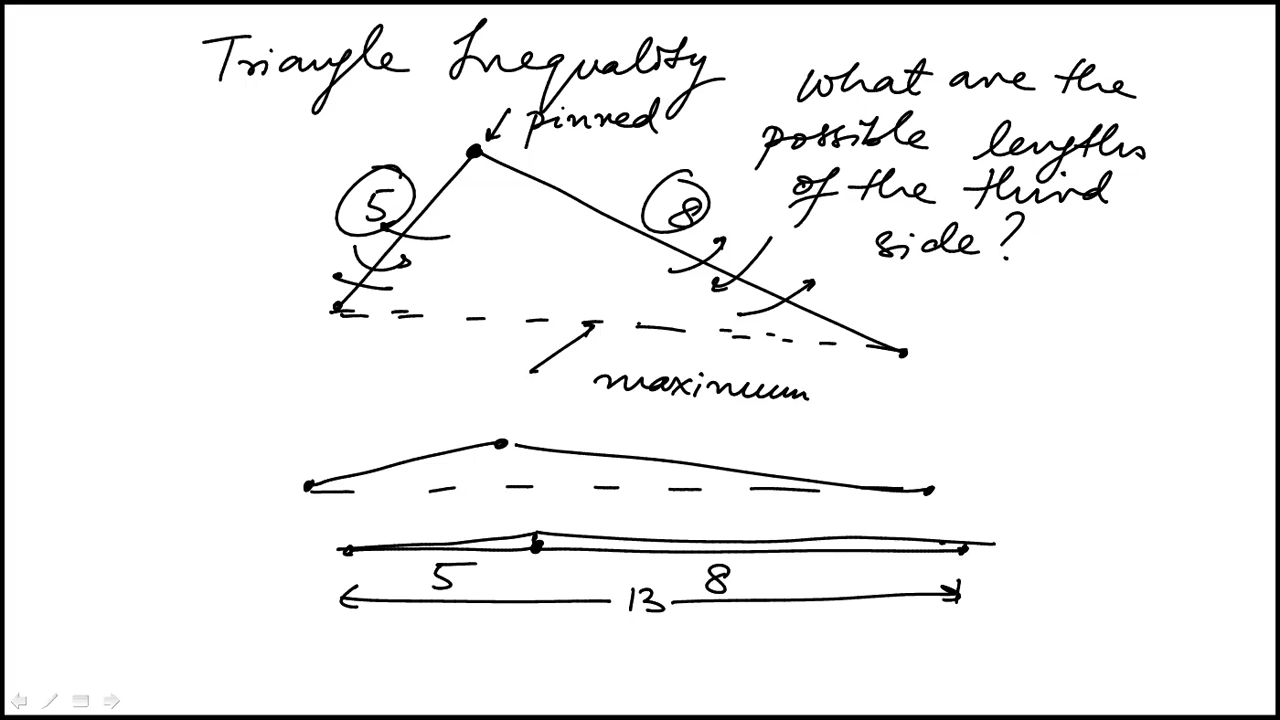 Triangle Inequality
What are the
possible lengths
of the third
side?
pinned
5
8
maximum
5 8
13